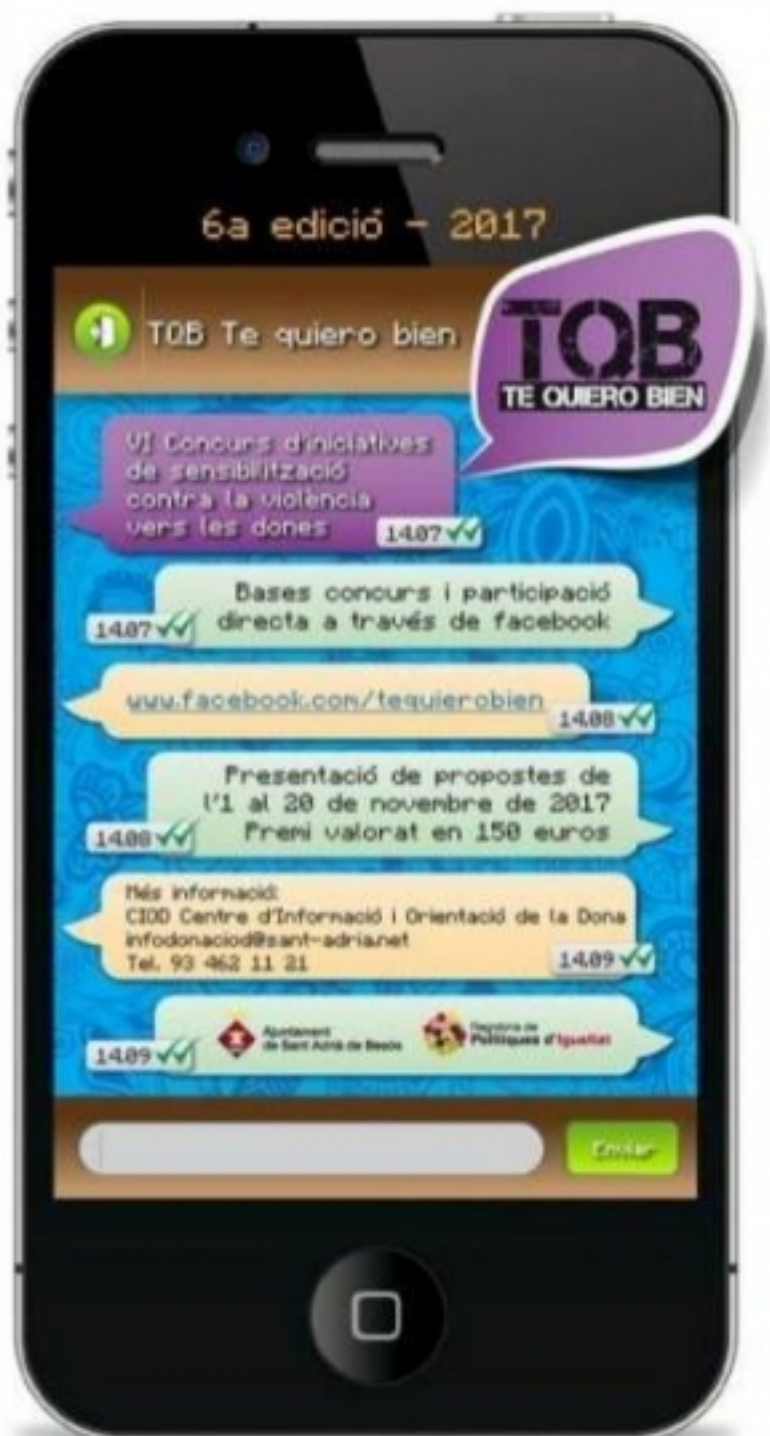 6a edició - 2017
TQB Te quiero bien
TQB
TE QUIERO BIEN
VI Concurs d'iniciatives
de sensibilització
contra la violència
vers les dones
14.07
Bases concurs i participació
directa a través de facebook
14.07
www.facebook.com/tequierobien
14.08
Presentació de propostes de
l'1 al 20 de novembre de 2017
Premi valorat en 150 euros
14.08
Més informació:
CIOD Centre d'Informació i Orientació de la Dona
infodonaciod@sant-adria.net
Tel. 93 462 11 21
14.09
Ajuntament
de Sant Adrià de Besòs
Regidoria de
Polítiques d'Igualtat
14.09
Enviar